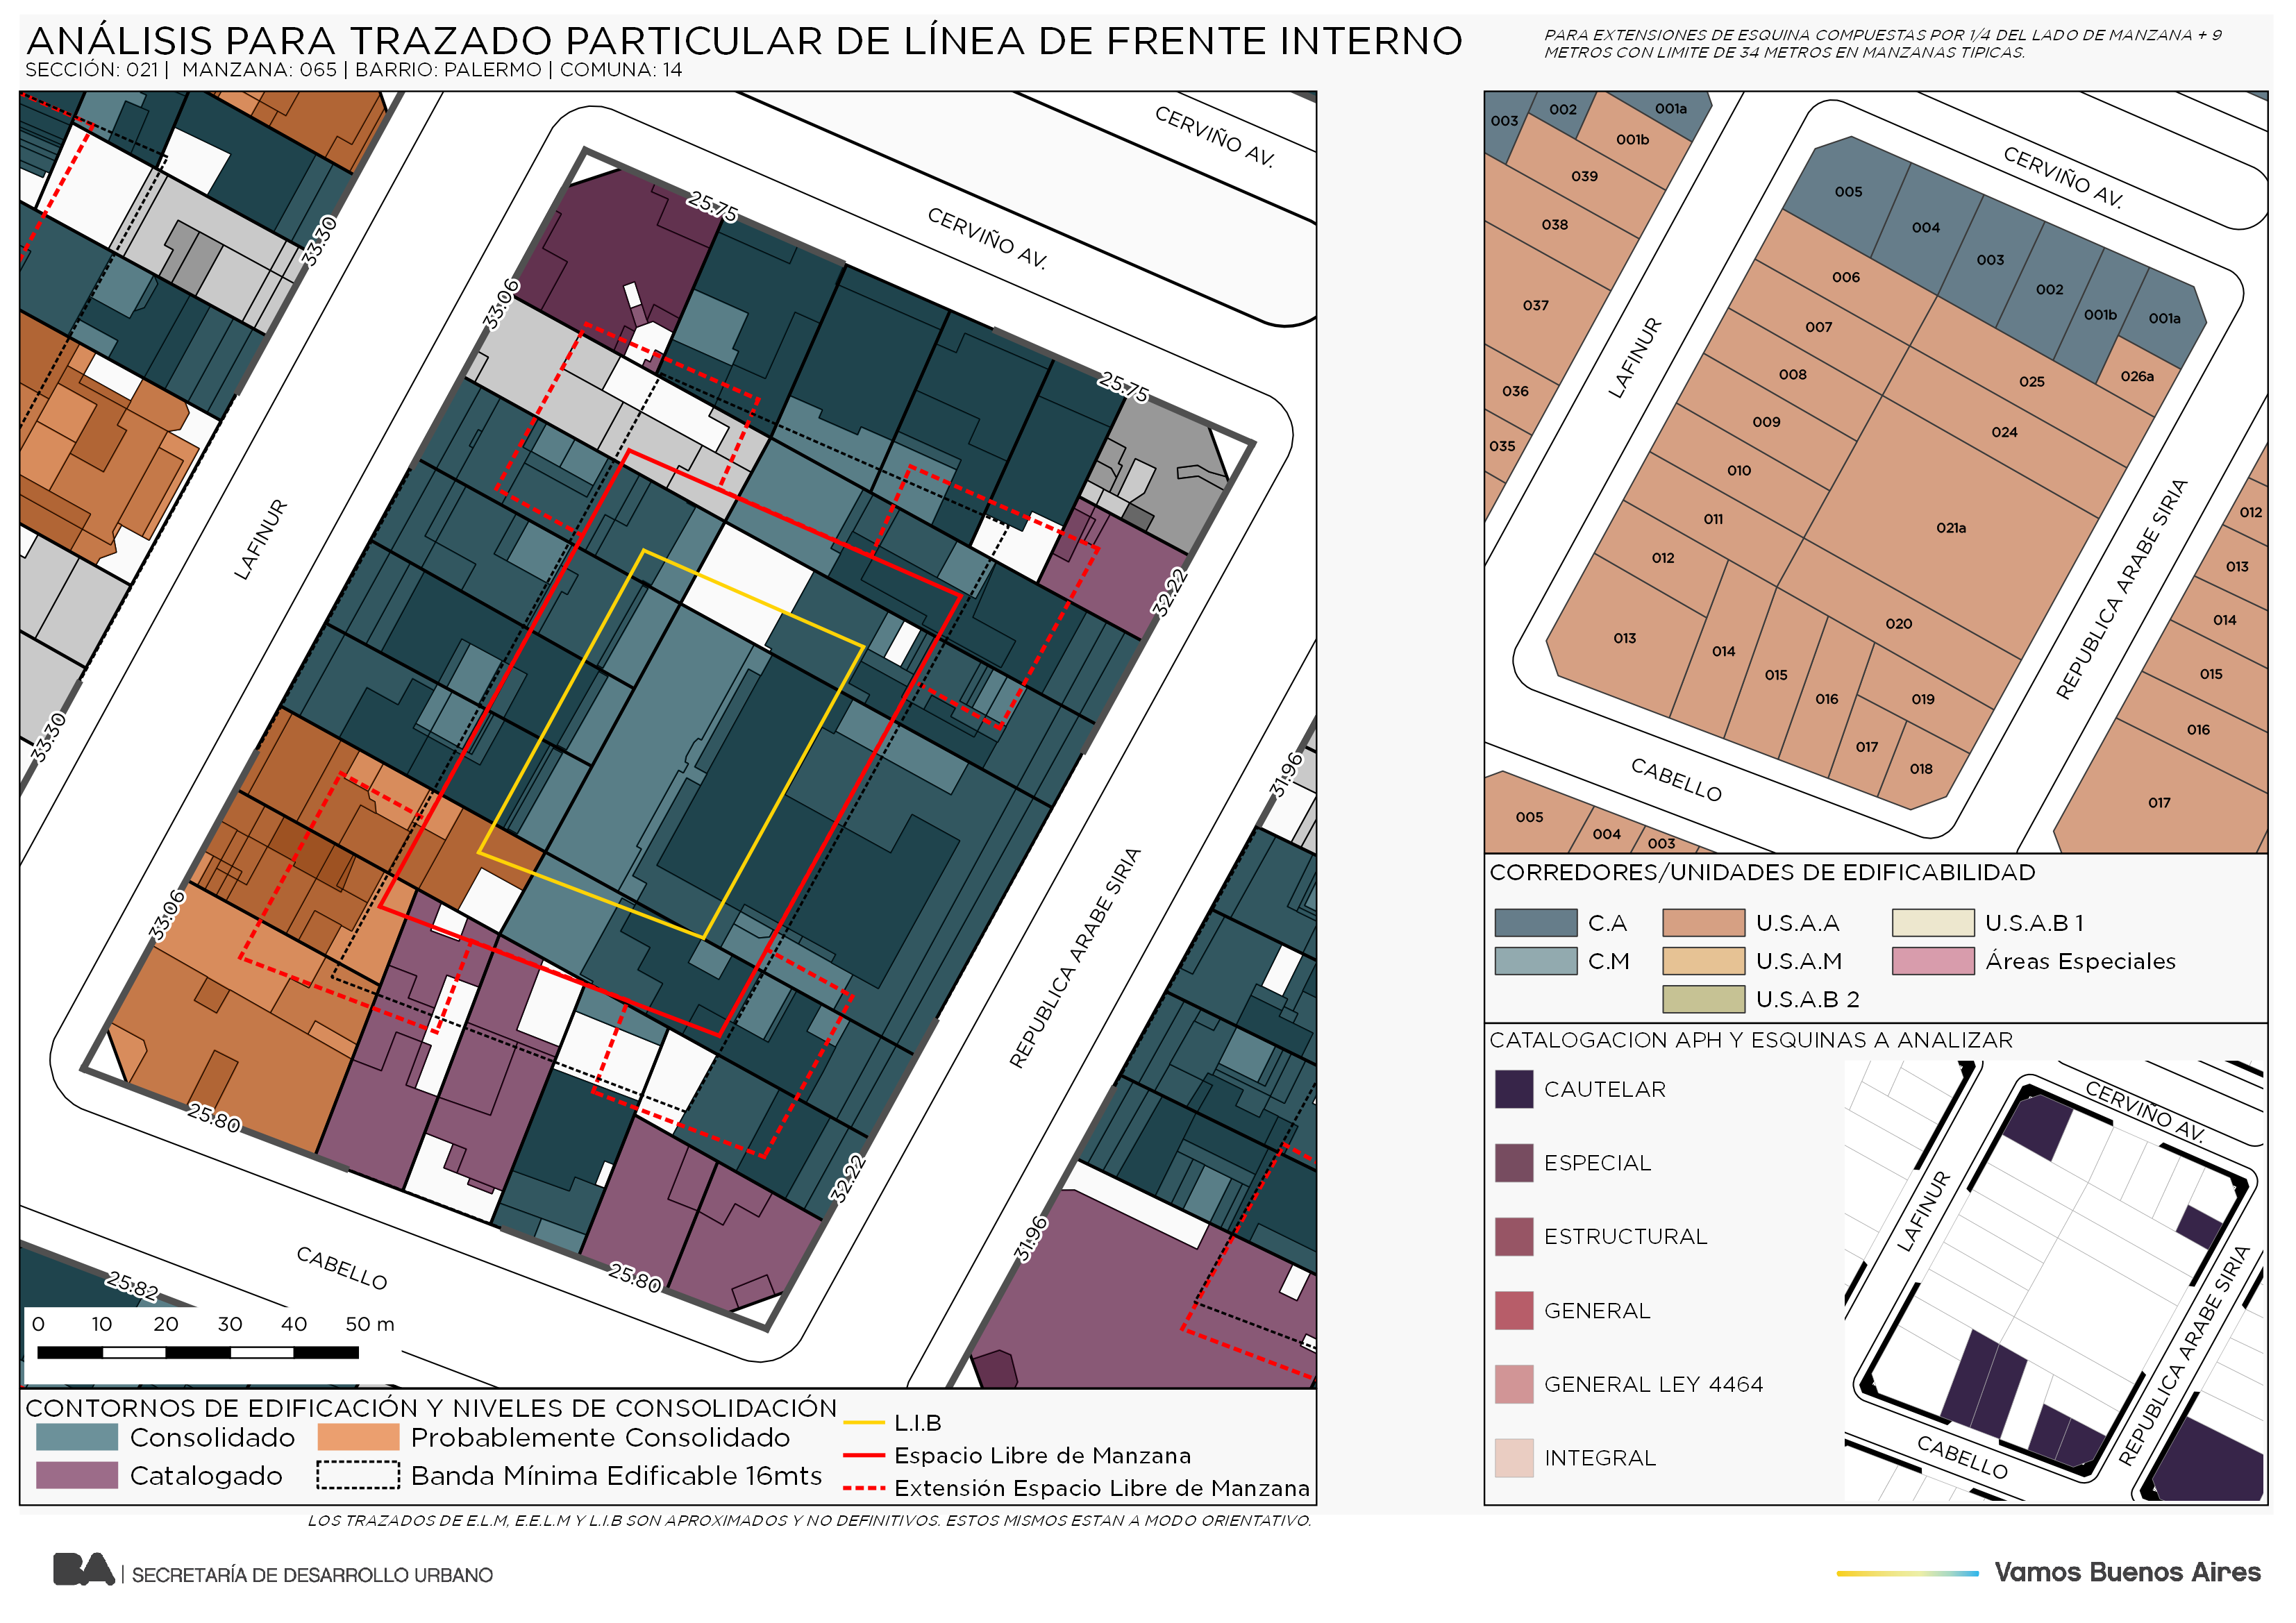 ANÁLISIS PARA TRAZADO PARTICULAR DE LÍNEA DE FRENTE INTERNO
SECCIÓN: 021 | MANZANA: 065 | BARRIO: PALERMO | COMUNA: 14
PARA EXTENSIONES DE ESQUINA COMPUESTAS POR 1/4 DEL LADO DE MANZANA + 9
METROS CON LIMITE DE 34 METROS EN MANZANAS TIPICAS.
CERVIÑO AV.
CERVIÑO AV.
25.75
33.30
33.06
25.75
LAFINUR
32.22
33.30
31.96
33.06
REPUBLICA ARABE SIRIA
25.80
32.22
31.96
CABELLO
25.82
25.80
0 10 20 30 40 50 m
CONTORNOS DE EDIFICACIÓN Y NIVELES DE CONSOLIDACIÓN
Consolidado
Probablemente Consolidado
Catalogado
Banda Mínima Edificable 16mts
L.I.B
Espacio Libre de Manzana
Extensión Espacio Libre de Manzana
LOS TRAZADOS DE E.L.M, E.E.L.M Y L.I.B SON APROXIMADOS Y NO DEFINITIVOS. ESTOS MISMOS ESTAN A MODO ORIENTATIVO.
003
002
001a
001b
039
038
037
036
035
CERVIÑO AV.
005
004
003
002
001b
001a
026a
006
007
008
009
010
011
012
013
025
024
021a
020
014
015
016
019
017
018
LAFINUR
REPUBLICA ARABE SIRIA
CABELLO
012
013
014
015
016
017
005
004
003
CORREDORES/UNIDADES DE EDIFICABILIDAD
C.A
U.S.A.A
U.S.A.B 1
C.M
U.S.A.M
Áreas Especiales
U.S.A.B 2
CATALOGACION APH Y ESQUINAS A ANALIZAR
CAUTELAR
ESPECIAL
ESTRUCTURAL
GENERAL
GENERAL LEY 4464
INTEGRAL
CERVIÑO AV.
LAFINUR
REPUBLICA ARABE SIRIA
CABELLO
BA | SECRETARÍA DE DESARROLLO URBANO
Vamos Buenos Aires